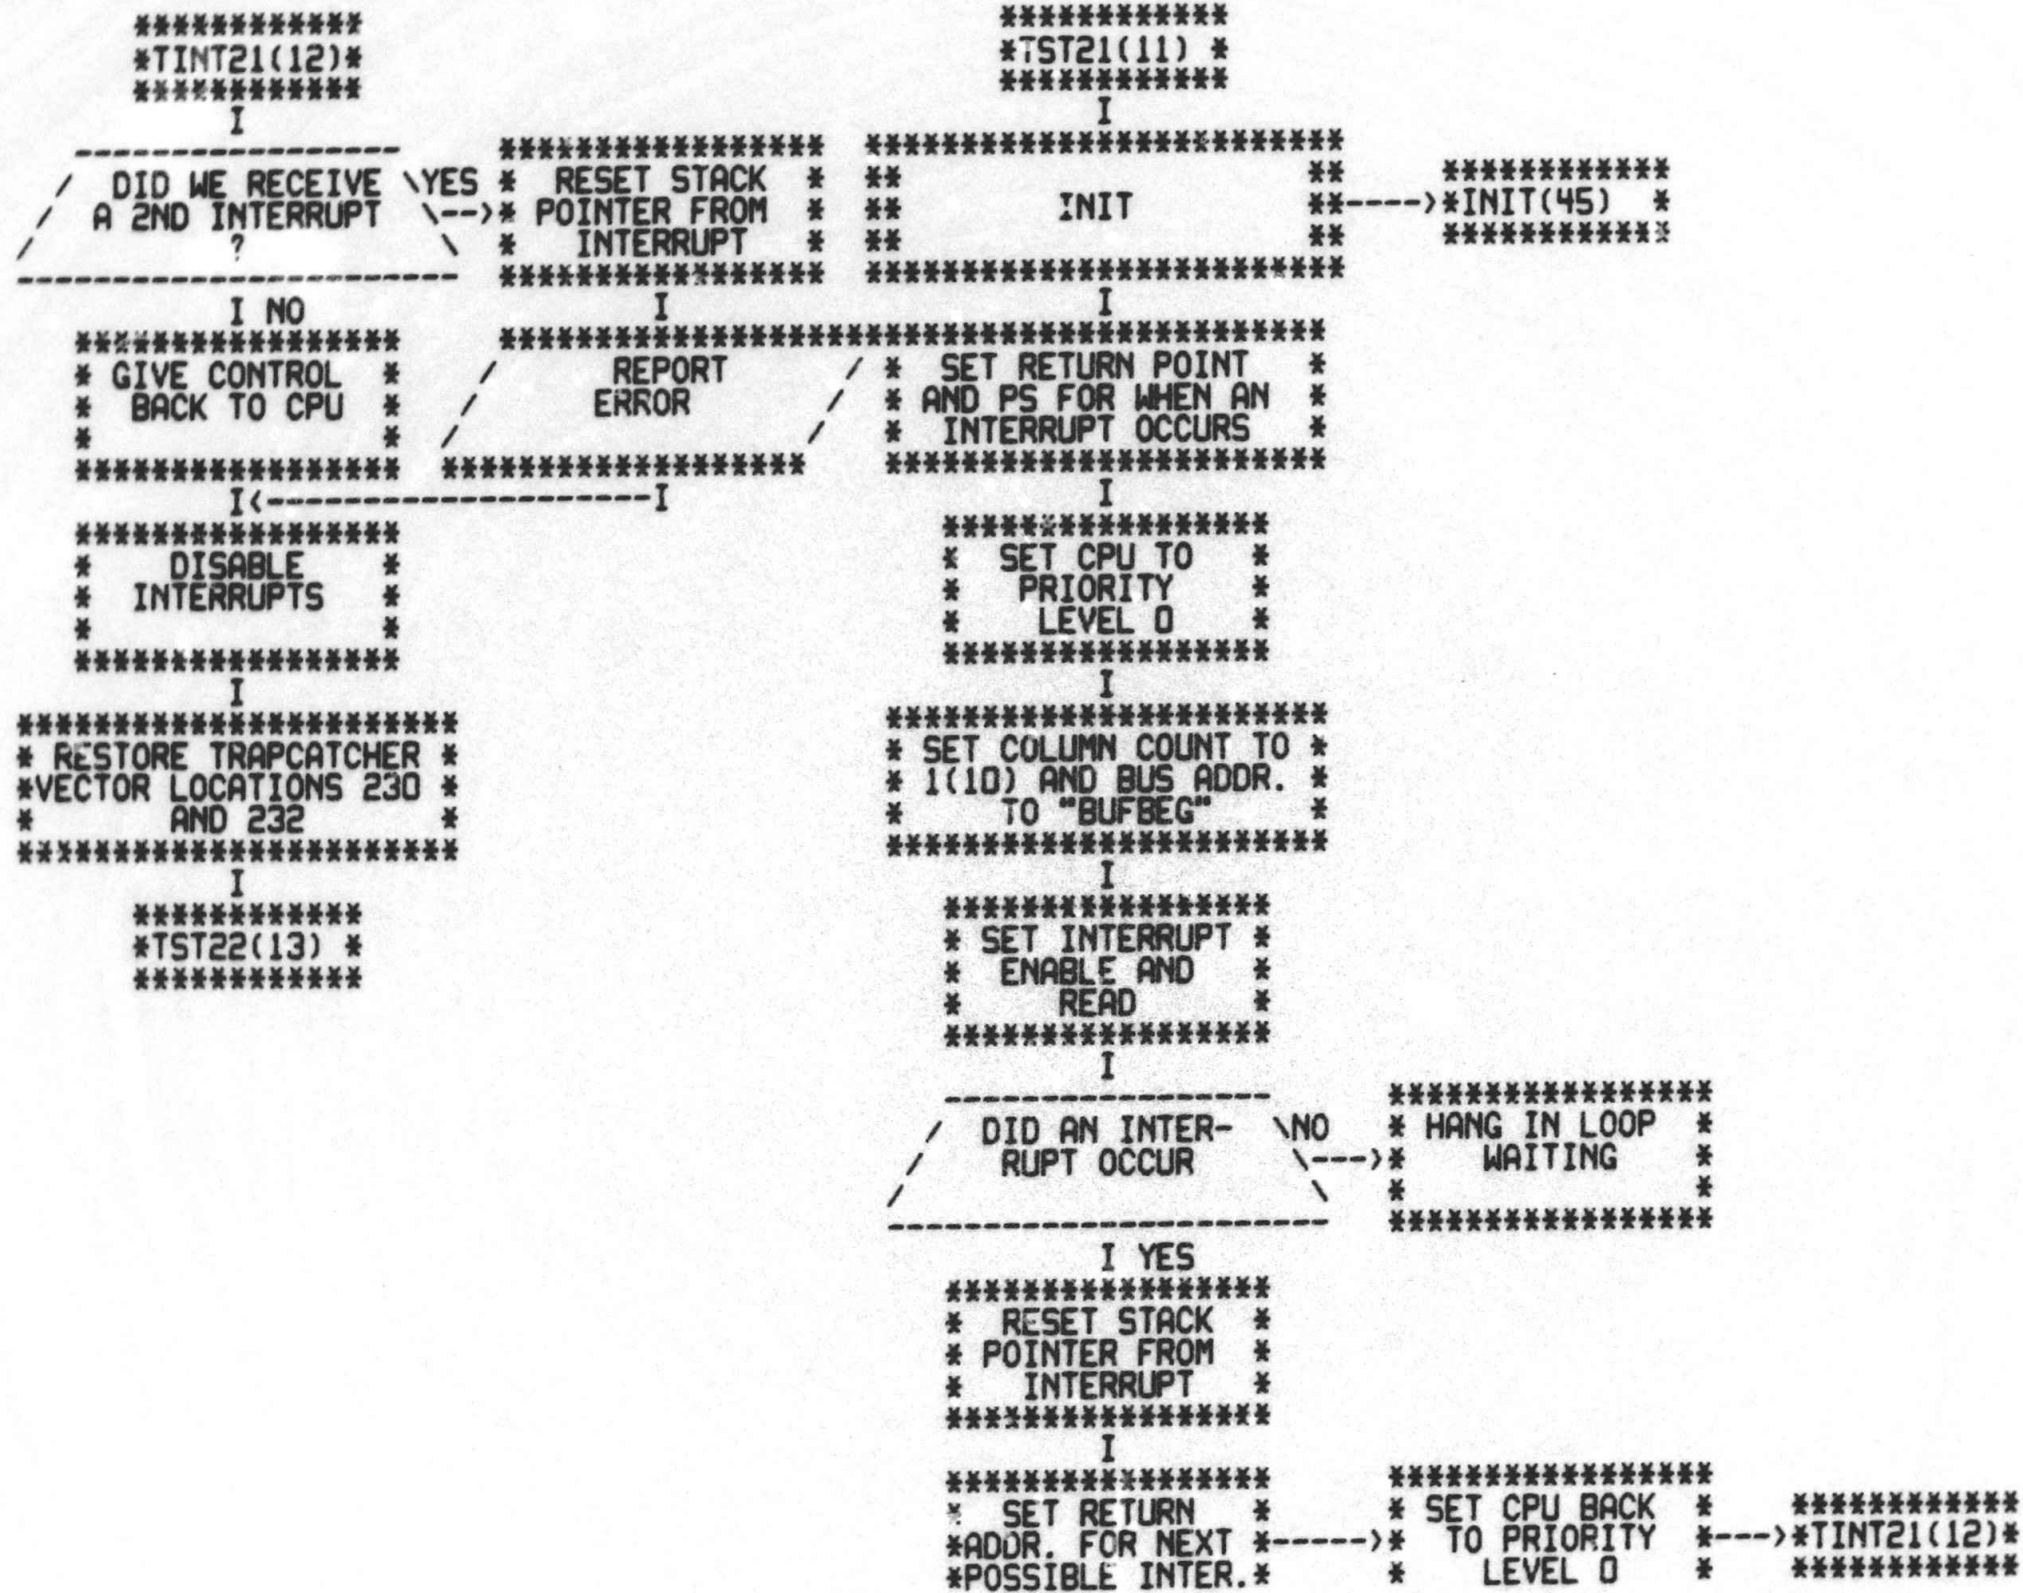 TINT21(12)
DID WE RECEIVE
A 2ND INTERRUPT
?
YES
RESET STACK
POINTER FROM
INTERRUPT
I NO
GIVE CONTROL
BACK TO CPU
REPORT
ERROR
DISABLE
INTERRUPTS
RESTORE TRAPCATCHER
VECTOR LOCATIONS 230
AND 232
TST22(13)
TST21(11)
INIT
INIT(45)
SET RETURN POINT
AND PS FOR WHEN AN
INTERRUPT OCCURS
SET CPU TO
PRIORITY
LEVEL 0
SET COLUMN COUNT TO
1(10) AND BUS ADDR.
TO "BUFBEG"
SET INTERRUPT
ENABLE AND
READ
DID AN INTER-
RUPT OCCUR
NO
HANG IN LOOP
WAITING
I YES
RESET STACK
POINTER FROM
INTERRUPT
SET RETURN
ADDR. FOR NEXT
POSSIBLE INTER.
SET CPU BACK
TO PRIORITY
LEVEL 0
TINT21(12)